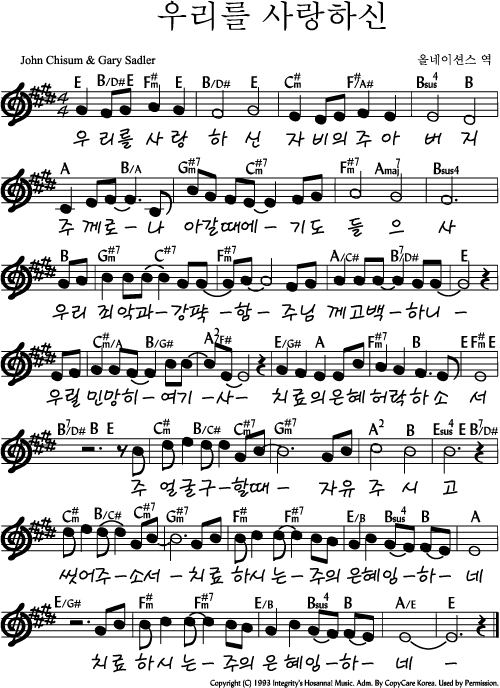 우리를 사랑하신
John Chisum & Gary Sadler 올네이션스 역
E B/D# E F#m E B/D# E C#m F#/A# Bsus4 B
우 리를 사 랑 하 신 자 비의 주 아 버 지
A B/A G#m7 C#m7 F#m7 Amaj7 Bsus4
주 께로 - 나 아갈때에 - 기도 들 으 사
B G#m7 C#7 F#m7 A/C# B7/D# E
우리 죄악과 - 강퍅 - 함 - 주님 께고백 - 하니 -
C#m/A B/G# A2 F# E/G# A F#m7 B E F#m E
우릴 민망히 - 여기 - 사 - 치료의은혜 허락하 소 서
B7/D# B B7/D# C#m B/C# C#m7 G#m7 A2 B Esus4 E B7/D#
주 얼굴구 - 할때 - 자유 주 시 고
C#m B/C# C#m7 G#m7 F#m F#m7 E/B Bsus4 B A
씻어주 - 소서 - 치료 하시 는 - 주의 은혜임 - 하 - 네
E/G# F#m F#m7 E/B Bsus4 B A/E E
치료 하시 는 - 주의 은 혜임 - 하 - 네 -
Copyright (C) 1993 Integrity's Hosanna! Music. Adm. By CopyCare Korea. Used by Permission.